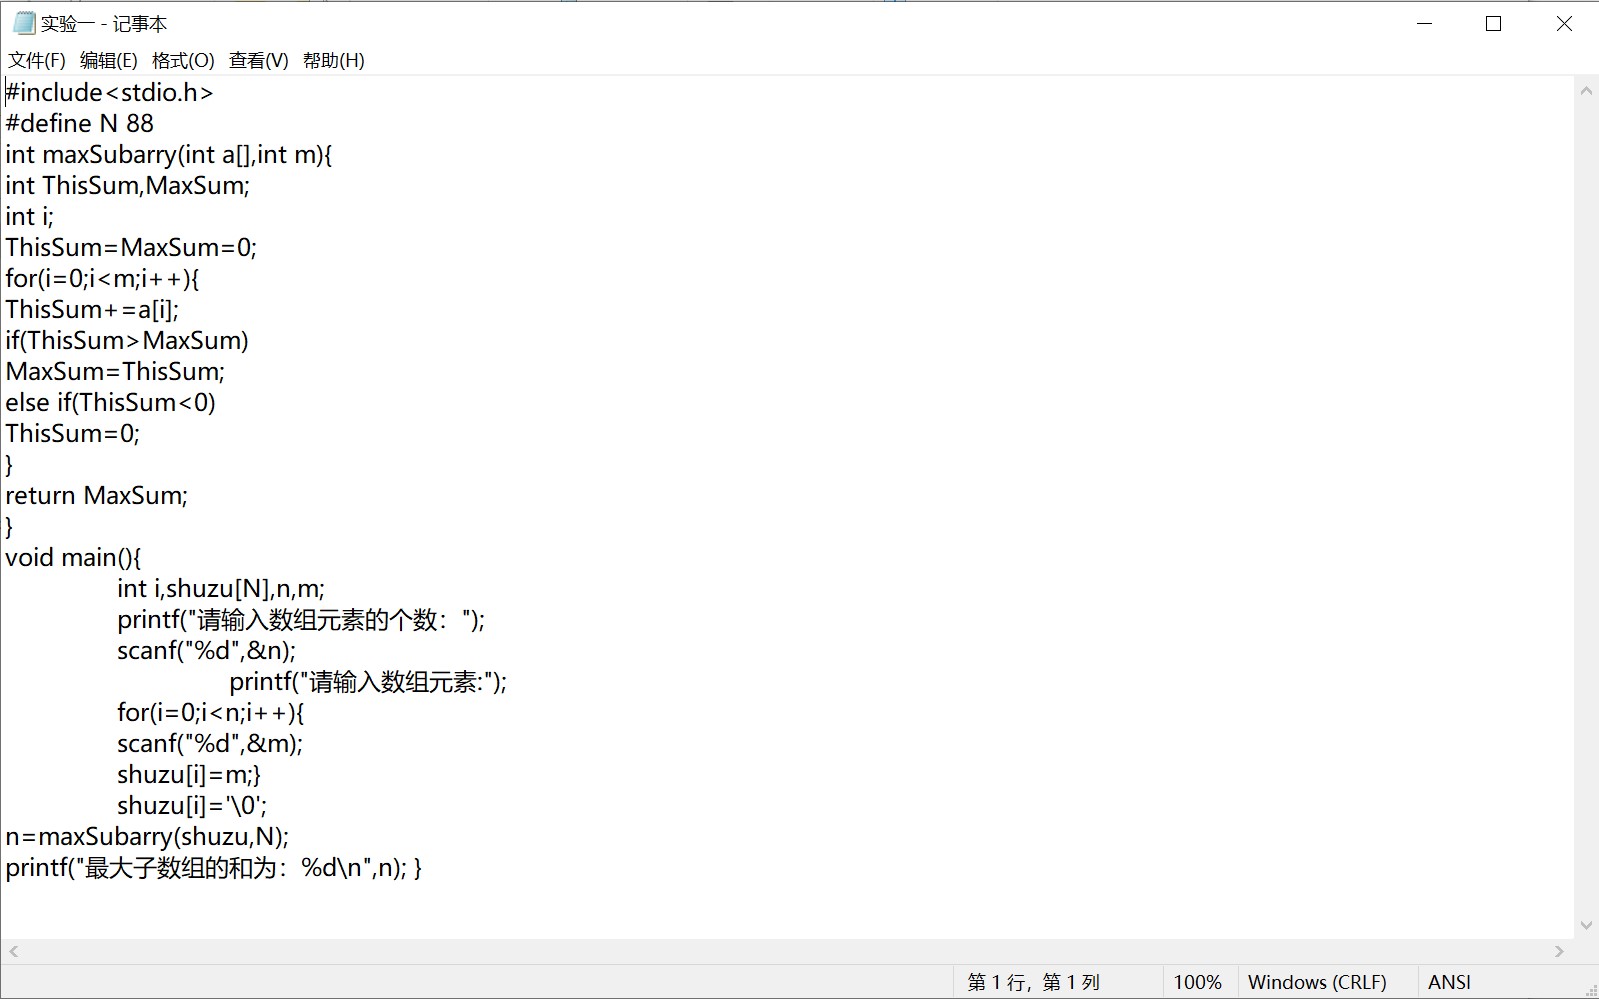 实验一 - 记事本
文件(F) 编辑(E) 格式(O) 查看(V) 帮助(H)
#include<stdio.h>
#define N 88
int maxSubarry(int a[],int m){
int ThisSum,MaxSum;
int i;
ThisSum=MaxSum=0;
for(i=0;i<m;i++){
ThisSum+=a[i];
if(ThisSum>MaxSum)
MaxSum=ThisSum;
else if(ThisSum<0)
ThisSum=0;
}
return MaxSum;
}
void main(){
int i,shuzu[N],n,m;
printf("请输入数组元素的个数：");
scanf("%d",&n);
printf("请输入数组元素:");
for(i=0;i<n;i++){
scanf("%d",&m);
shuzu[i]=m;}
shuzu[i]='\0';
n=maxSubarry(shuzu,N);
printf("最大子数组的和为：%d\n",n); }
第 1 行，第 1 列 100% Windows (CRLF) ANSI